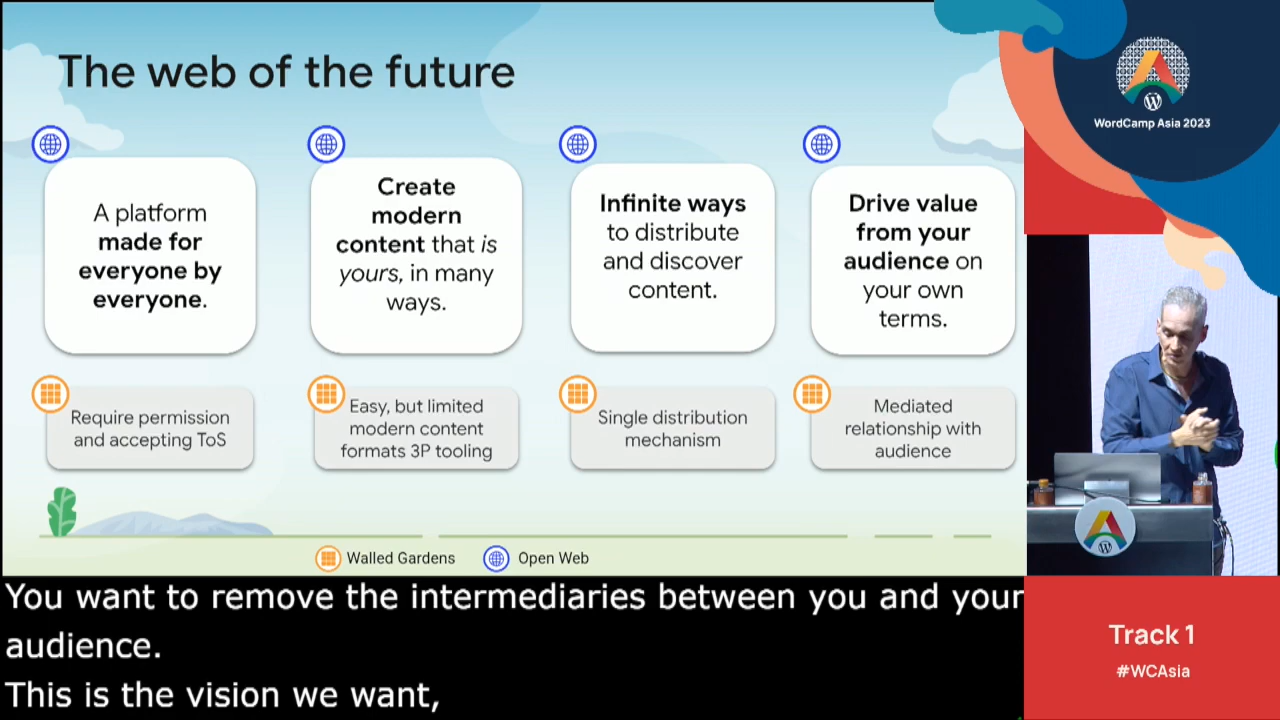 The web of the future
A platform
made for
everyone by
everyone.
Create
modern
content that is
yours, in many
ways.
Infinite ways
to distribute
and discover
content.
Drive value
from your
audience on
your own
terms.
Require permission
and accepting ToS
Easy, but limited
modern content
formats 3P tooling
Single distribution
mechanism
Mediated
relationship with
audience
Walled Gardens
Open Web
You want to remove the intermediaries between you and your
audience.
This is the vision we want,
WordCamp Asia 2023
Track 1
#WCAsia